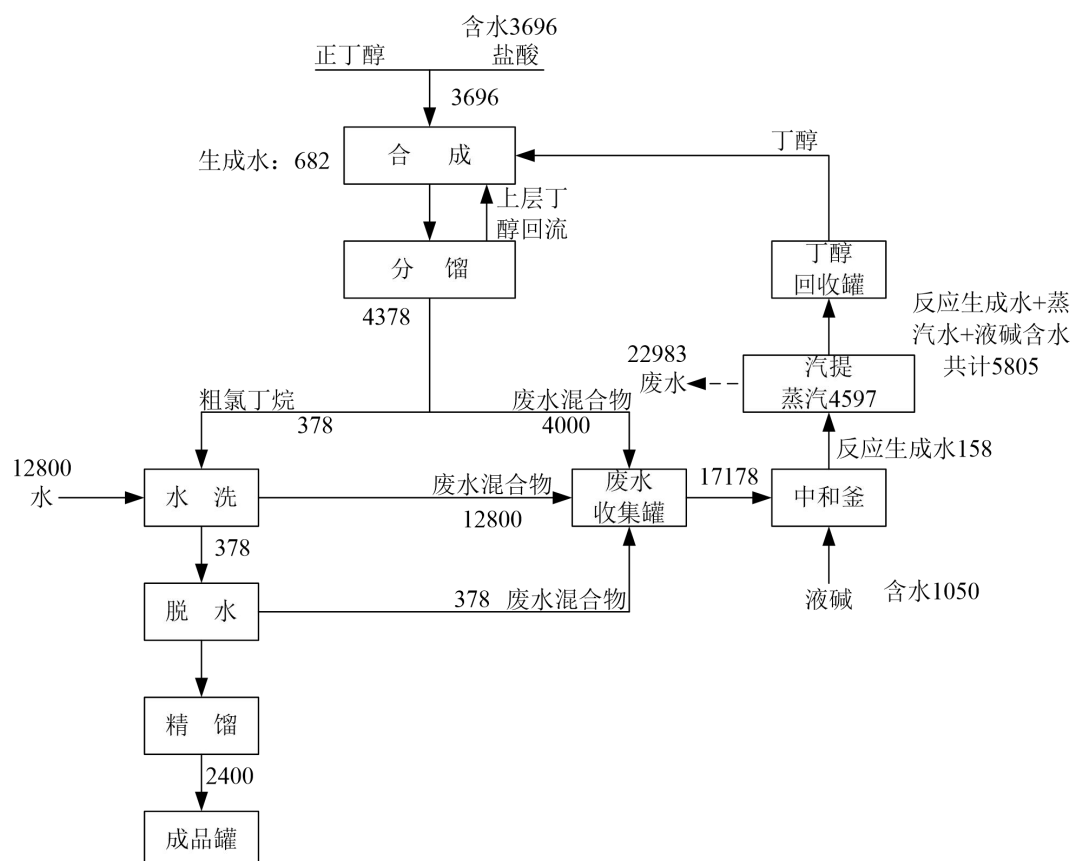 含水3696
正丁醇
盐酸
3696
合 成
生成水：682
丁醇
上层丁
醇回流
分 馏
4378
丁醇
回收罐
反应生成水+蒸
汽水+液碱含水
共计5805
22983
废水
汽提
蒸汽4597
粗氯丁烷
378
废水混合物
4000
反应生成水158
12800
水
水 洗
废水混合物
12800
废水
收集罐
17178
中和釜
378
脱 水
378 废水混合物
液碱
含水1050
精 馏
2400
成品罐